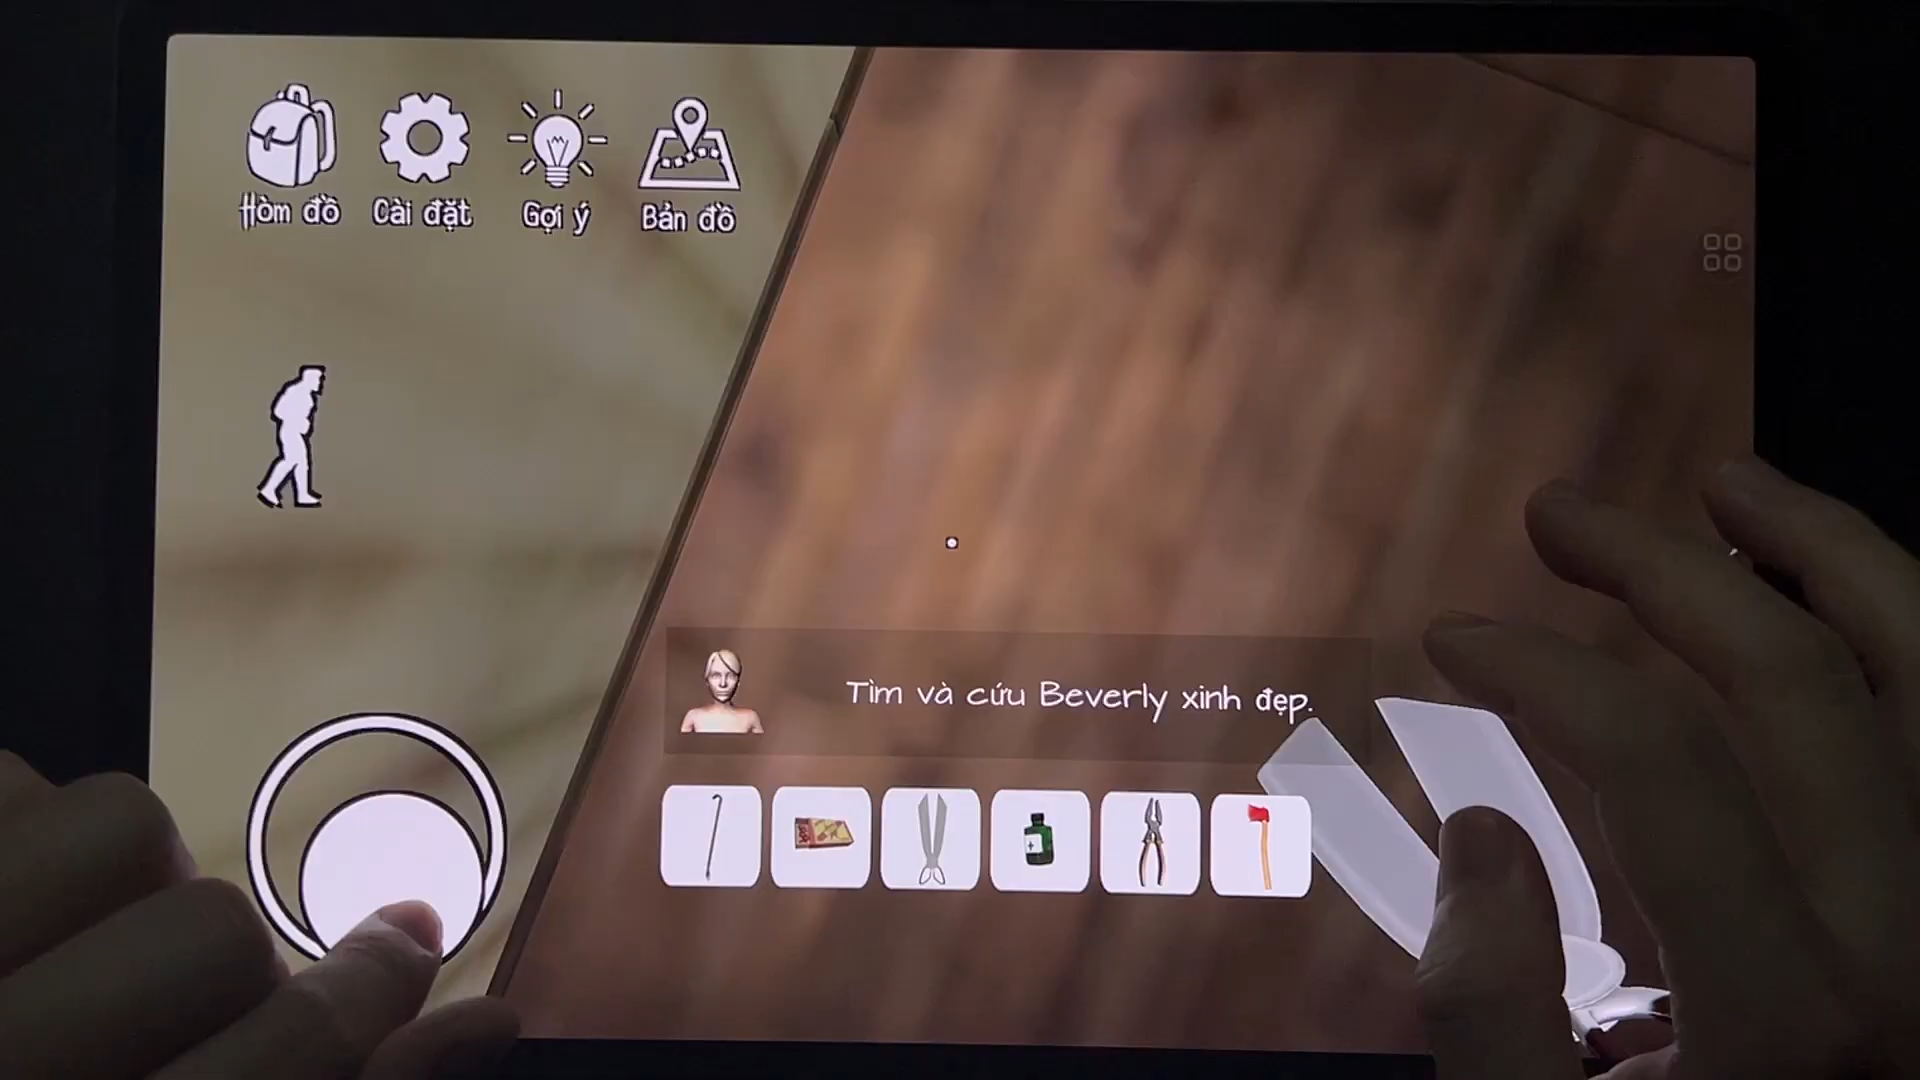 Hòm đồ
Cài đặt
Gợi ý
Bản đồ
Tìm và cứu Beverly xinh đẹp.